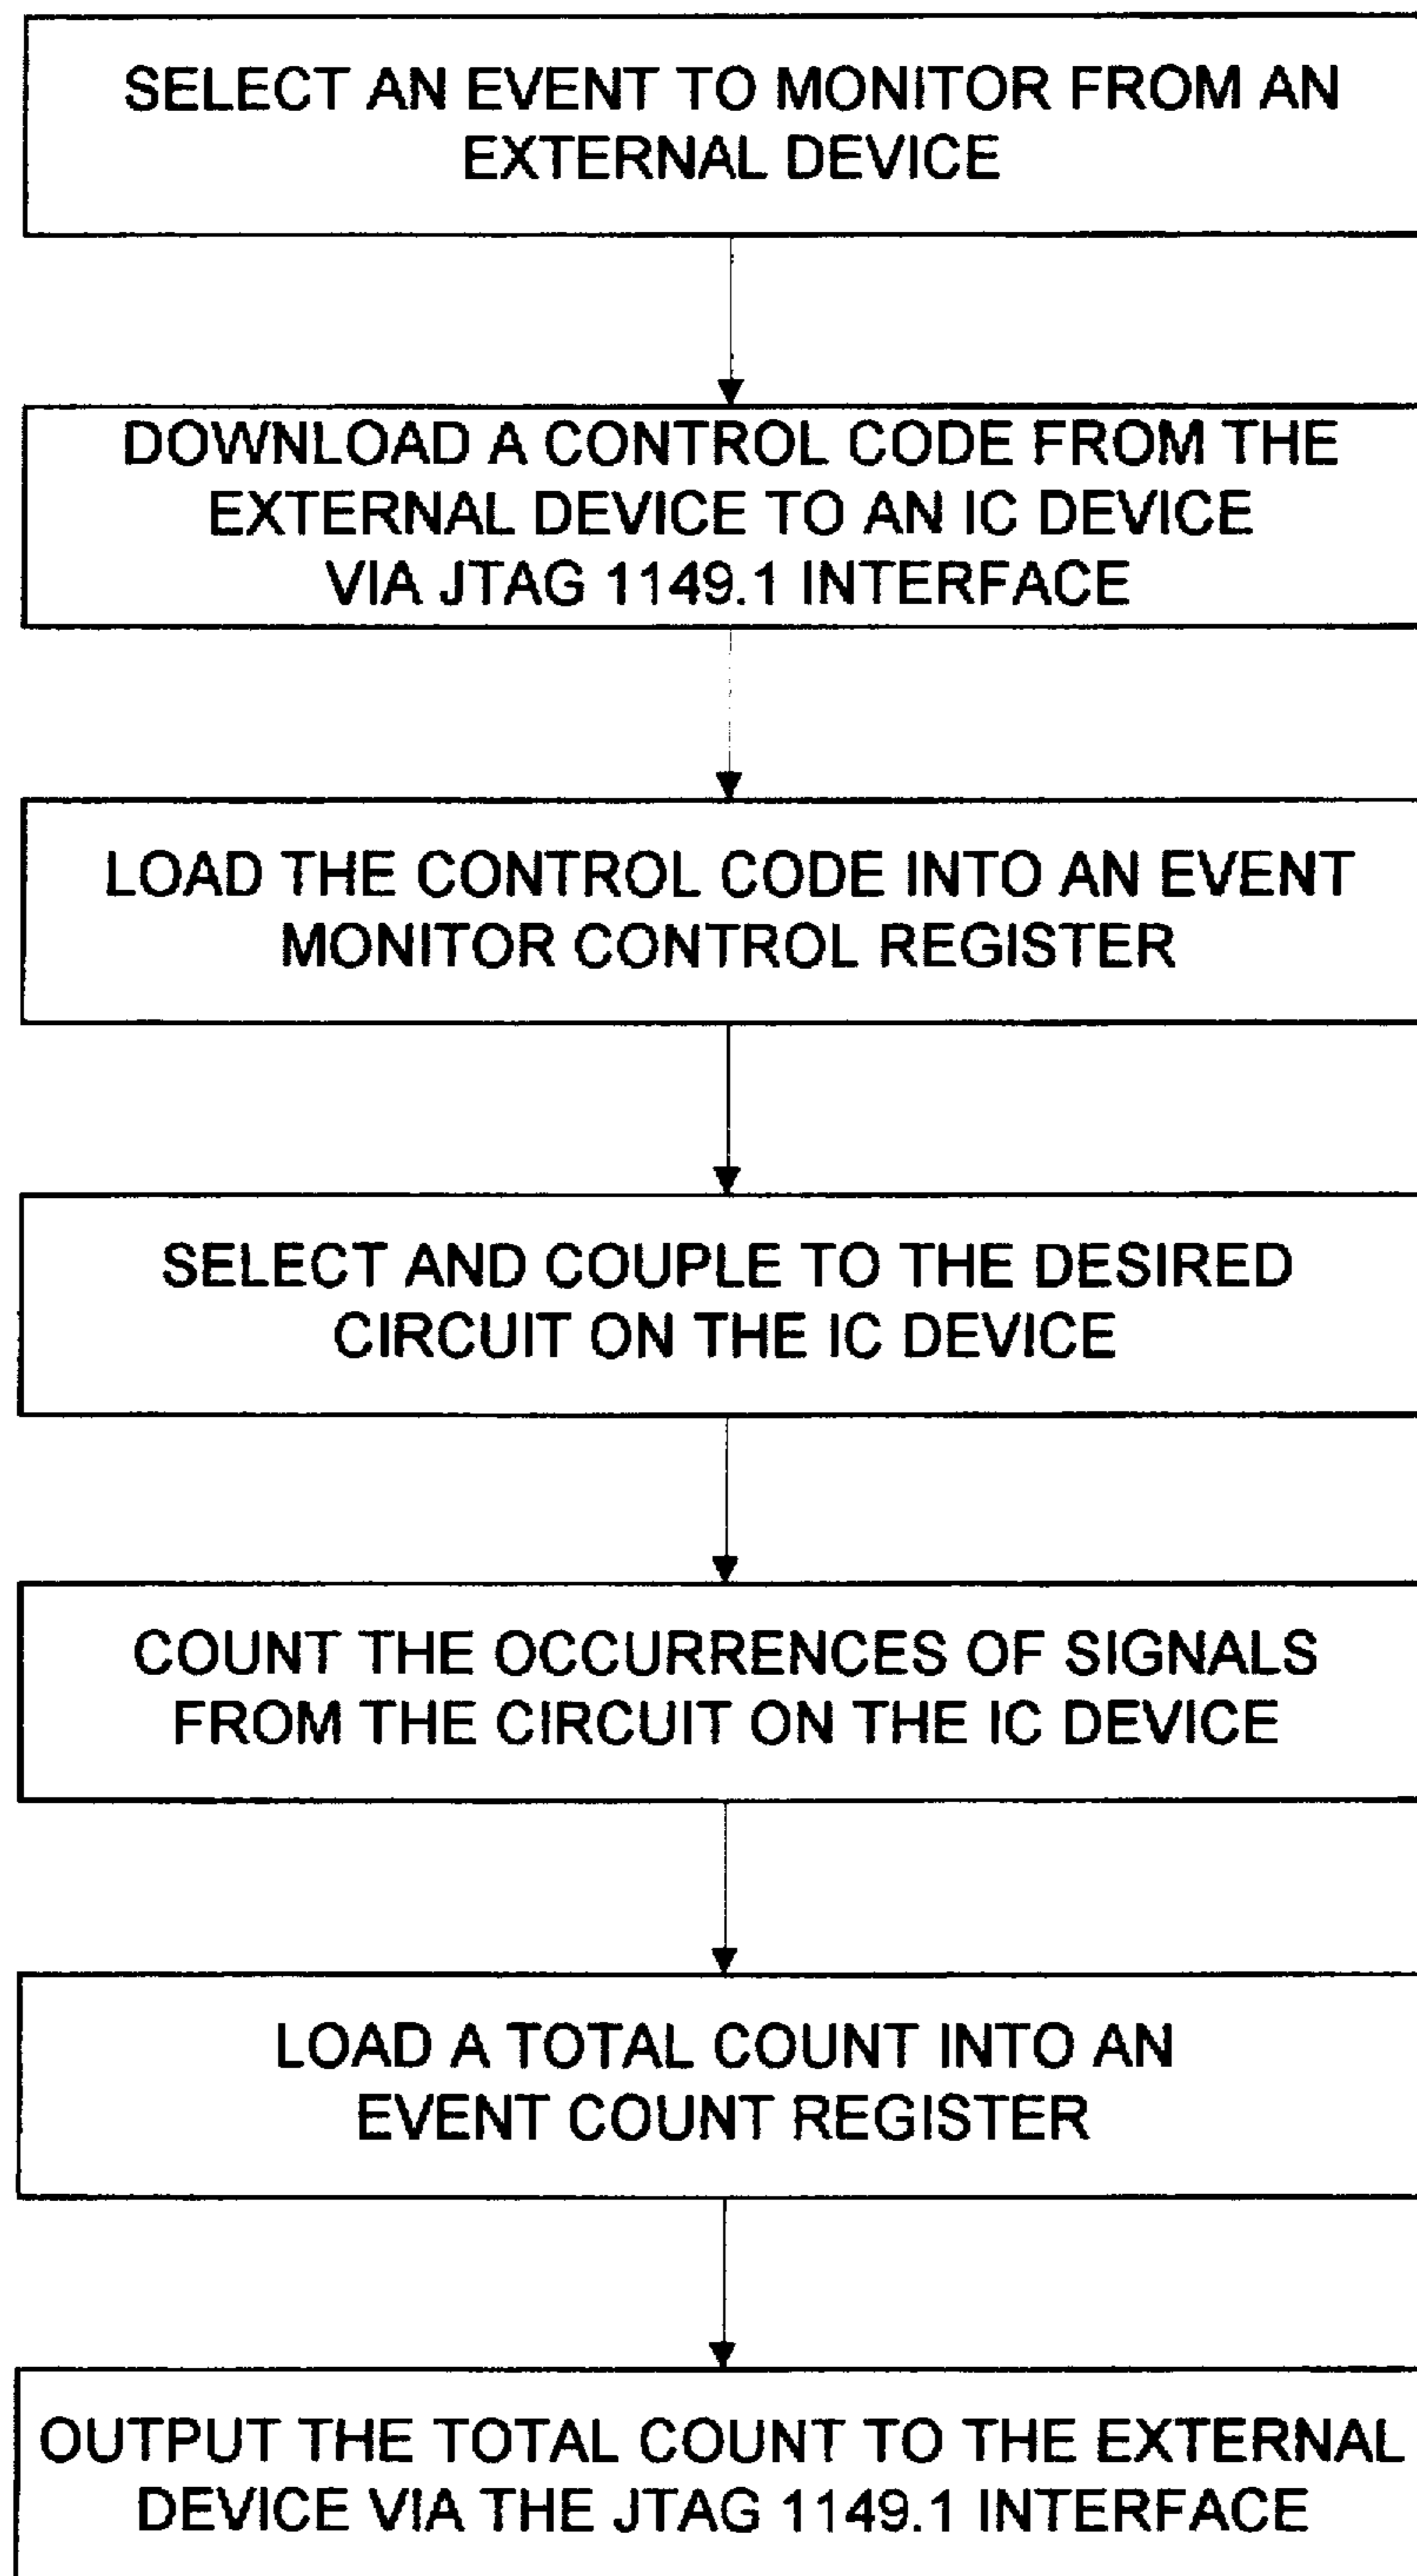 SELECT AN EVENT TO MONITOR FROM AN
EXTERNAL DEVICE
DOWNLOAD A CONTROL CODE FROM THE
EXTERNAL DEVICE TO AN IC DEVICE
VIA JTAG 1149.1 INTERFACE
LOAD THE CONTROL CODE INTO AN EVENT
MONITOR CONTROL REGISTER
SELECT AND COUPLE TO THE DESIRED
CIRCUIT ON THE IC DEVICE
COUNT THE OCCURRENCES OF SIGNALS
FROM THE CIRCUIT ON THE IC DEVICE
LOAD A TOTAL COUNT INTO AN
EVENT COUNT REGISTER
OUTPUT THE TOTAL COUNT TO THE EXTERNAL
DEVICE VIA THE JTAG 1149.1 INTERFACE